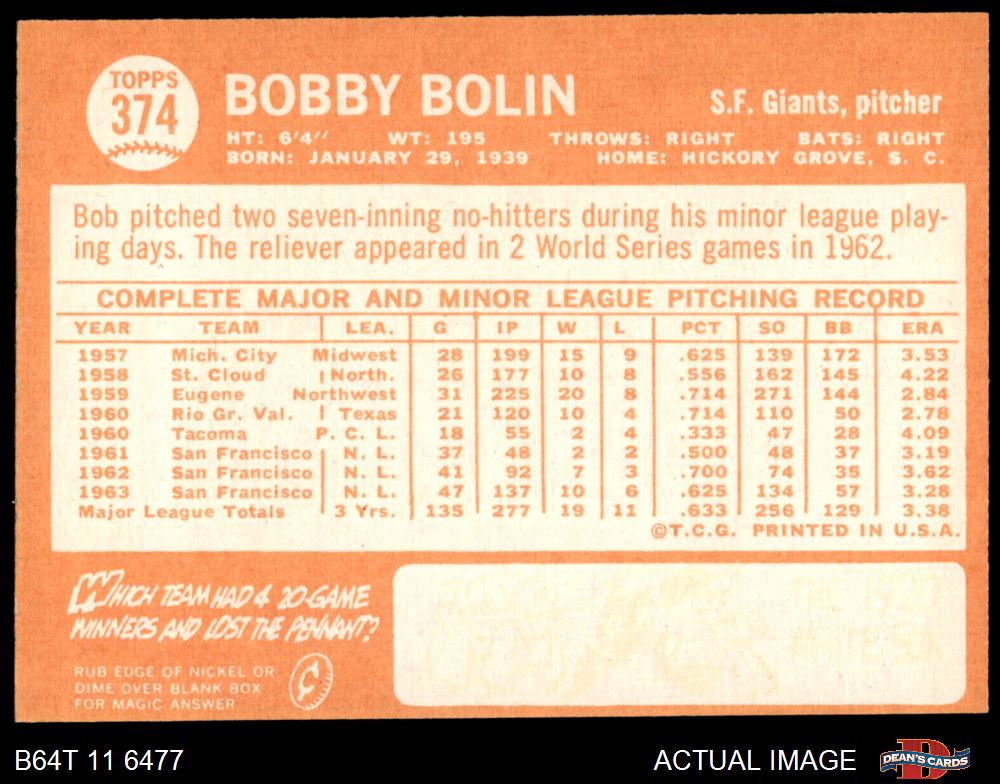 TOPPS
374
BOBBY BOLIN
S.F. Giants, pitcher
HT: 6'4" WT: 195 THROWS: RIGHT BATS: RIGHT
BORN: JANUARY 29, 1939 HOME: HICKORY GROVE, S. C.
Bob pitched two seven-inning no-hitters during his minor league play-
ing days. The reliever appeared in 2 World Series games in 1962.
COMPLETE MAJOR AND MINOR LEAGUE PITCHING RECORD
YEAR TEAM LEA. G IP W L PCT SO BB ERA
1957 Mich. City Midwest 28 199 15 9 .625 139 172 3.53
1958 St. Cloud North. 26 177 10 8 .556 162 145 4.22
1959 Eugene Northwest 31 225 20 8 .714 271 144 2.84
1960 Rio Gr. Val. Texas 21 120 10 4 .714 110 50 2.78
1960 Tacoma P. C. L. 18 55 2 4 .333 47 28 4.09
1961 San Francisco N. L. 37 48 2 2 .500 48 37 3.19
1962 San Francisco N. L. 41 92 7 3 .700 74 35 3.62
1963 San Francisco N. L. 47 137 10 6 .625 134 57 3.28
Major League Totals 3 Yrs. 135 277 19 11 .633 256 129 3.38
©T.C.G. PRINTED IN U.S.A.
WHICH TEAM HAD 4 20-GAME
WINNERS AND LOST THE PENNANT?
RUB EDGE OF NICKEL OR
DIME OVER BLANK BOX
FOR MAGIC ANSWER
B64T 11 6477
ACTUAL IMAGE
DEAN'S CARDS